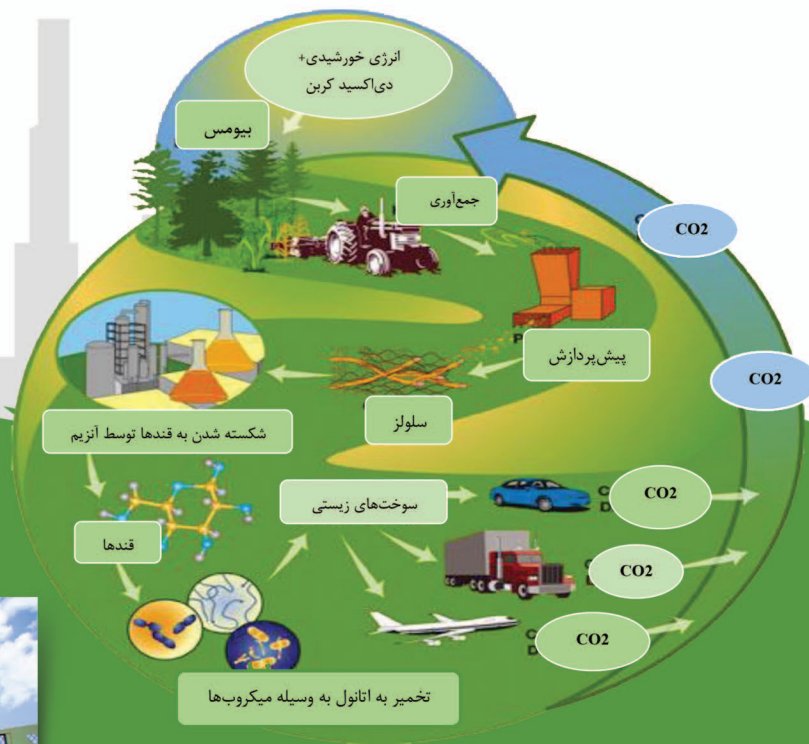 انرژی خورشیدی+
دی‌اکسید کربن
بیومس
جمع‌آوری
CO2
پیش‌پردازش
CO2
سلولز
شکسته شدن به قندها توسط آنزیم
سوخت‌های زیستی
CO2
قندها
CO2
CO2
تخمیر به اتانول به وسیله میکروب‌ها